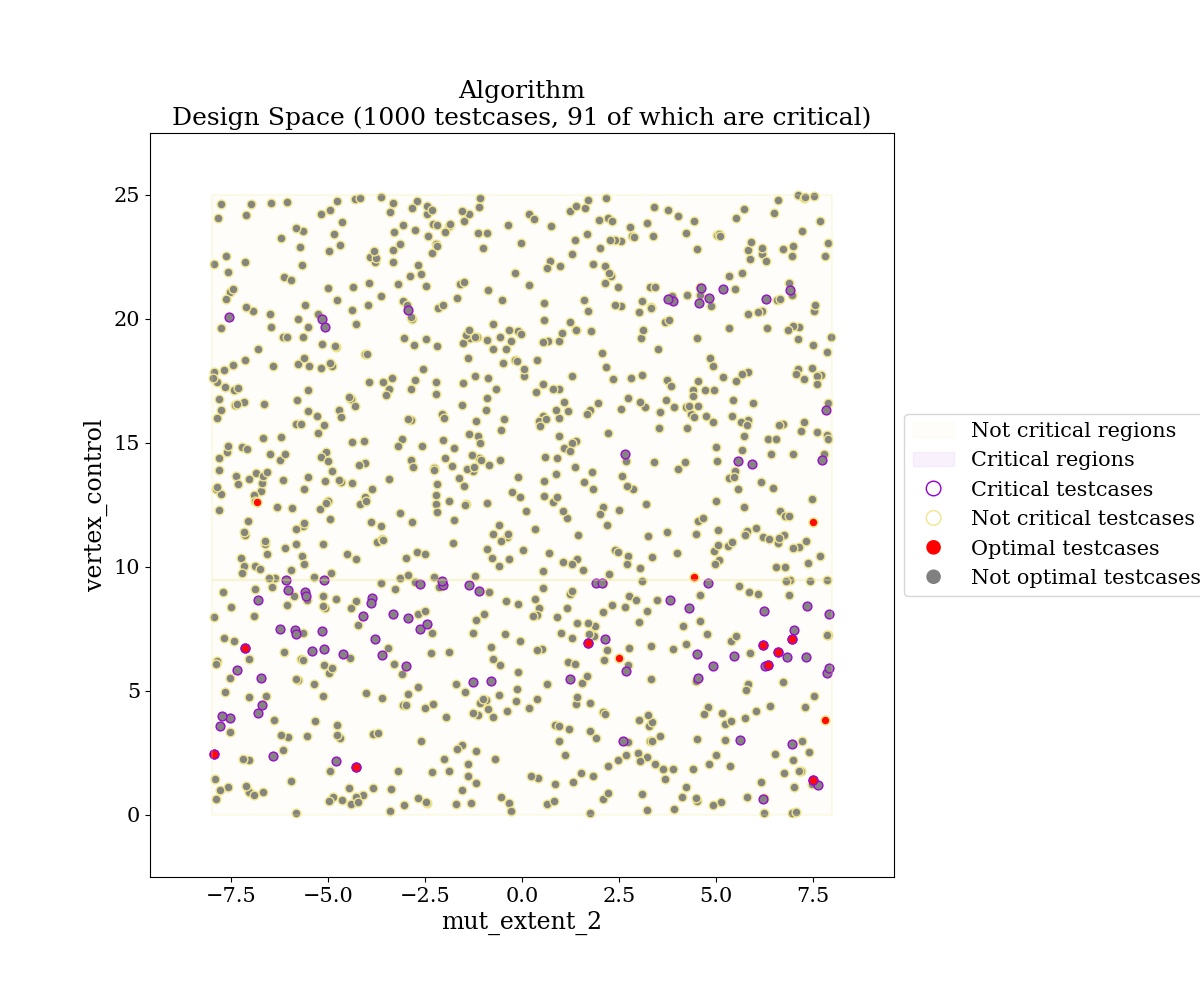 Algorithm
Design Space (1000 testcases, 91 of which are critical)
25
20
15
10
5
0
vertex_control
−7.5 −5.0 −2.5 0.0 2.5 5.0 7.5
mut_extent_2
Not critical regions
Critical regions
Critical testcases
Not critical testcases
Optimal testcases
Not optimal testcases